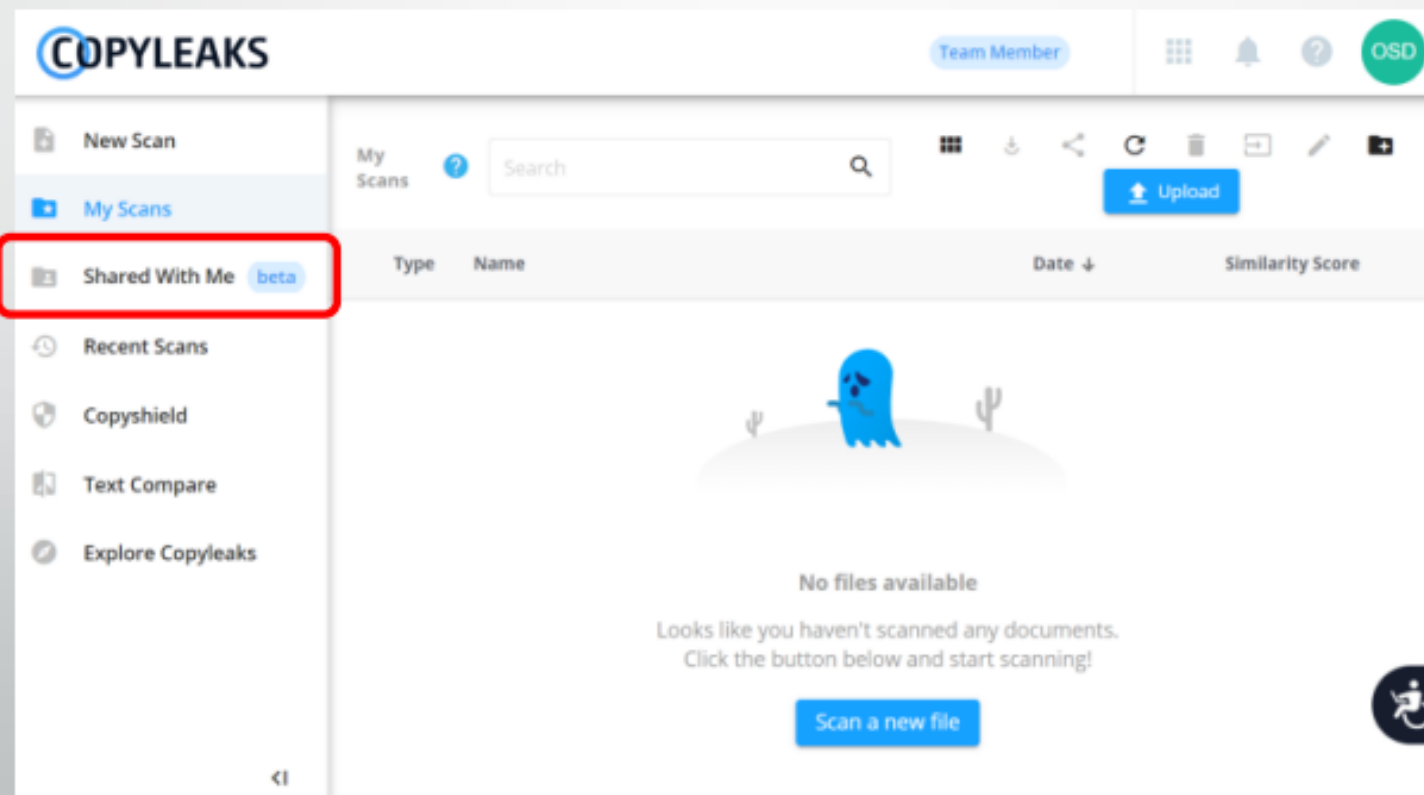 COPYLEAKS
Team Member
OSD
New Scan
My Scans
Shared With Me beta
Recent Scans
Copyshield
Text Compare
Explore Copyleaks
My
Scans
Search
Upload
Type Name Date Similarity Score
No files available
Looks like you haven't scanned any documents.
Click the button below and start scanning!
Scan a new file